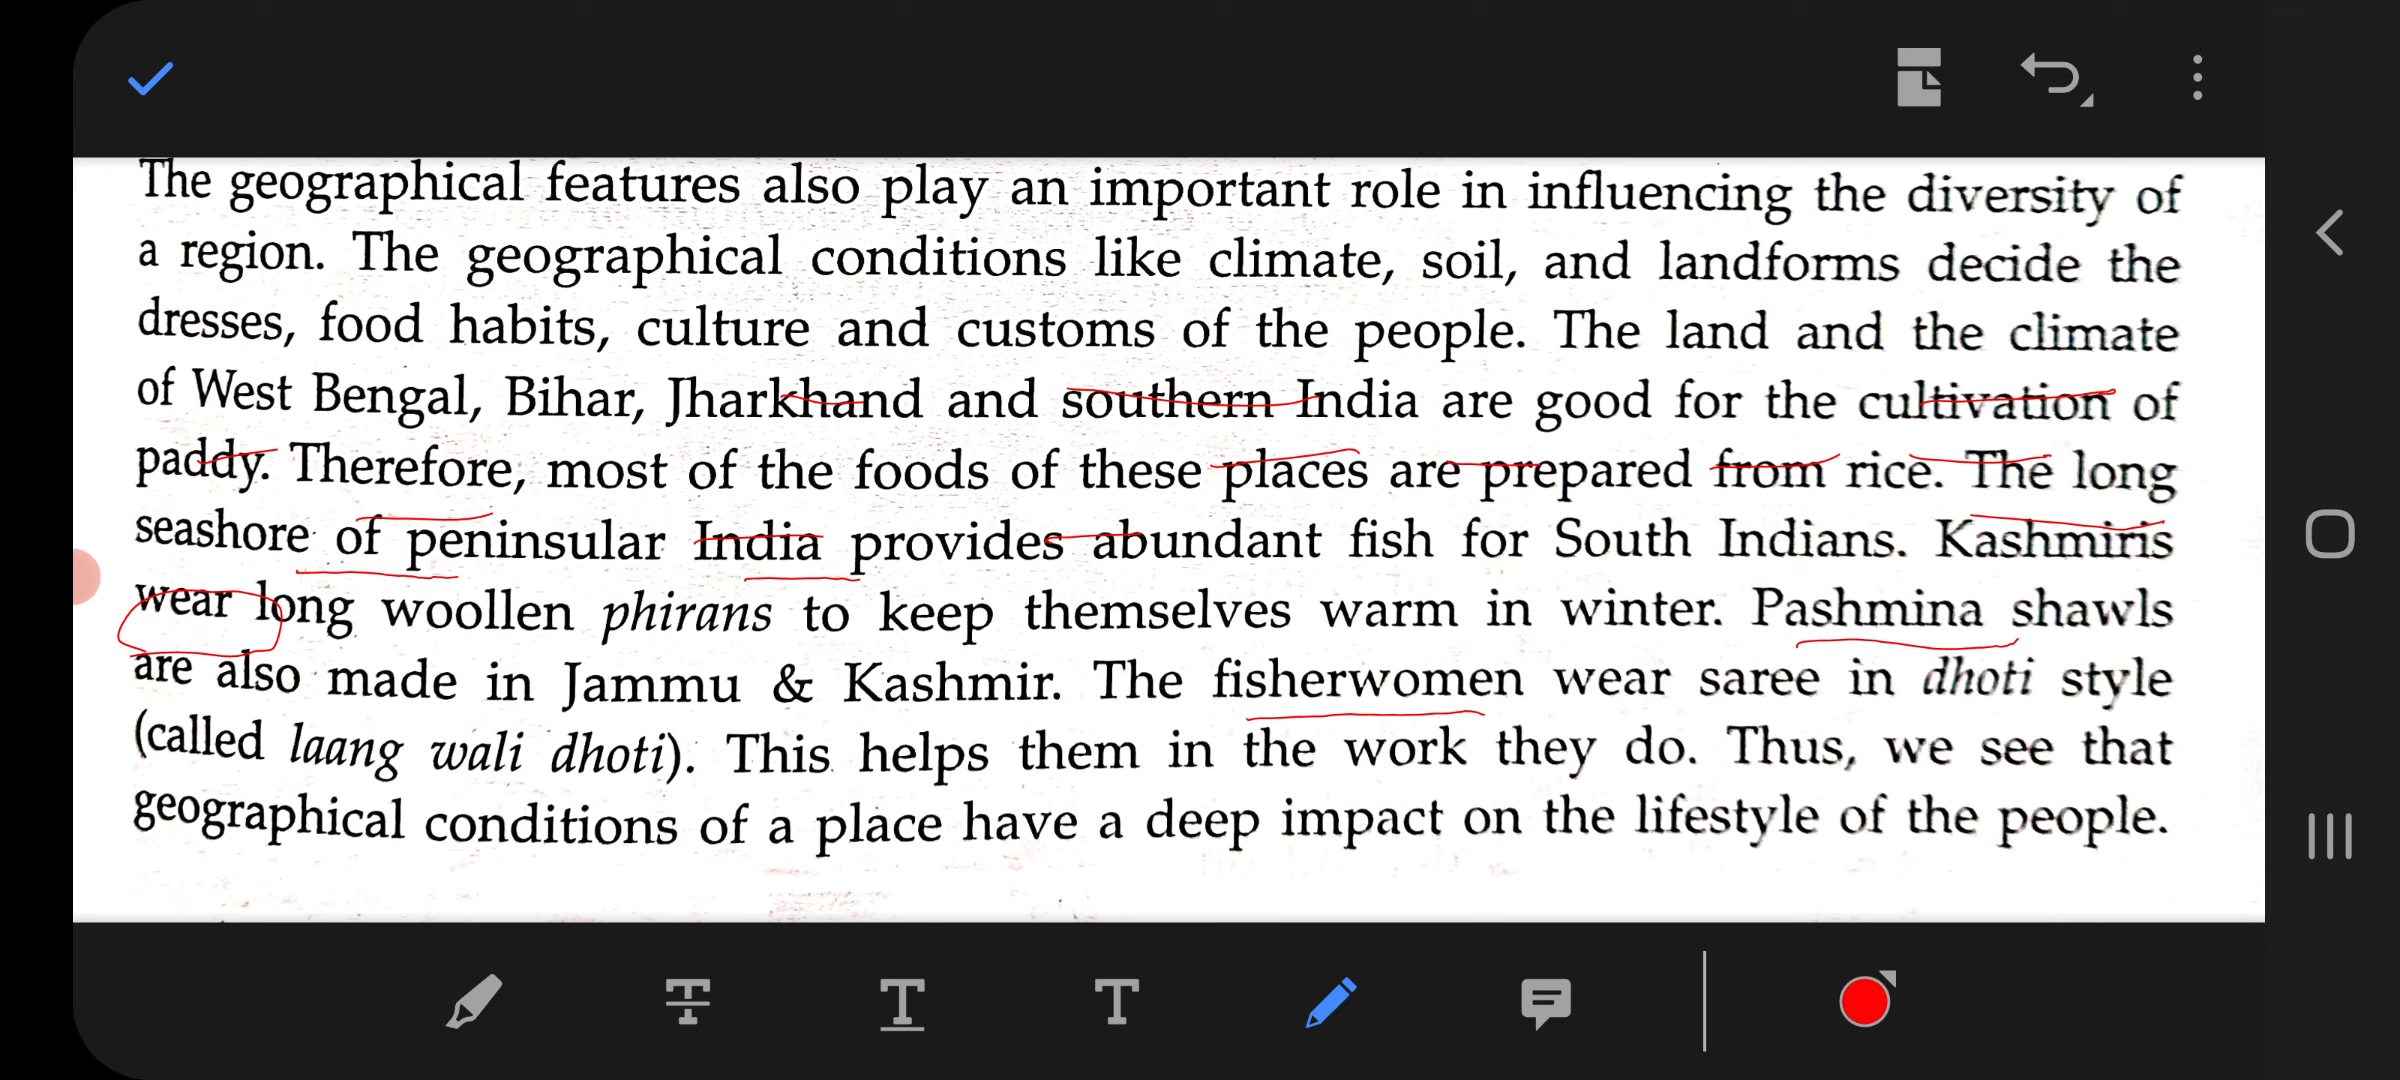 The geographical features also play an important role in influencing the diversity of
a region. The geographical conditions like climate, soil, and landforms decide the
dresses, food habits, culture and customs of the people. The land and the climate
of West Bengal, Bihar, Jharkhand and southern India are good for the cultivation of
paddy. Therefore, most of the foods of these places are prepared from rice. The long
seashore of peninsular India provides abundant fish for South Indians. Kashmiris
wear long woollen phirans to keep themselves warm in winter. Pashmina shawls
are also made in Jammu & Kashmir. The fisherwomen wear saree in dhoti style
(called laang wali dhoti). This helps them in the work they do. Thus, we see that
geographical conditions of a place have a deep impact on the lifestyle of the people.